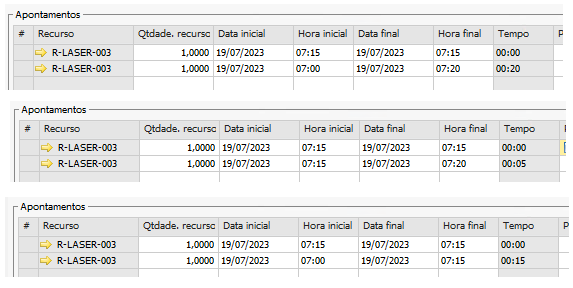 Apontamentos
# Recurso Qtdade. recurso Data inicial Hora inicial Data final Hora final Tempo P
R-LASER-003 1,0000 19/07/2023 07:15 19/07/2023 07:15 00:00
R-LASER-003 1,0000 19/07/2023 07:00 19/07/2023 07:20 00:20
Apontamentos
# Recurso Qtdade. recurso Data inicial Hora inicial Data final Hora final Tempo
R-LASER-003 1,0000 19/07/2023 07:15 19/07/2023 07:15 00:00
R-LASER-003 1,0000 19/07/2023 07:15 19/07/2023 07:20 00:05
Apontamentos
# Recurso Qtdade. recurso Data inicial Hora inicial Data final Hora final Tempo P
R-LASER-003 1,0000 19/07/2023 07:15 19/07/2023 07:15 00:00
R-LASER-003 1,0000 19/07/2023 07:00 19/07/2023 07:15 00:15